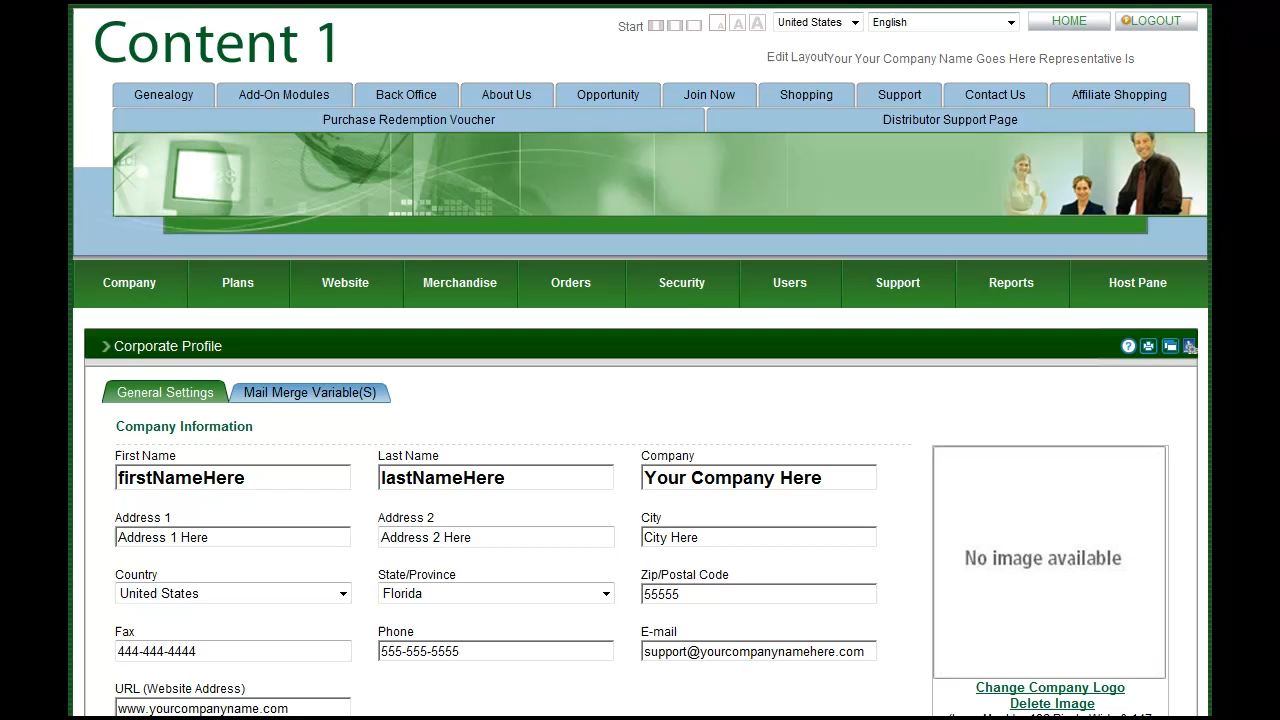 Content 1
Start A A A United States English HOME LOGOUT
Edit Layout Your Your Company Name Goes Here Representative Is
Genealogy Add-On Modules Back Office About Us Opportunity Join Now Shopping Support Contact Us Affiliate Shopping
Purchase Redemption Voucher Distributor Support Page
Company Plans Website Merchandise Orders Security Users Support Reports Host Pane
Corporate Profile ?
General Settings Mail Merge Variable(S)
Company Information
First Name Last Name Company
firstNameHere lastNameHere Your Company Here
Address 1 Address 2 City
Address 1 Here Address 2 Here City Here
Country State/Province Zip/Postal Code
United States Florida 55555
No image available
Fax Phone E-mail
444-444-4444 555-555-5555 support@yourcompanynamehere.com
URL (Website Address)
www.yourcompanyname.com
Change Company Logo
Delete Image